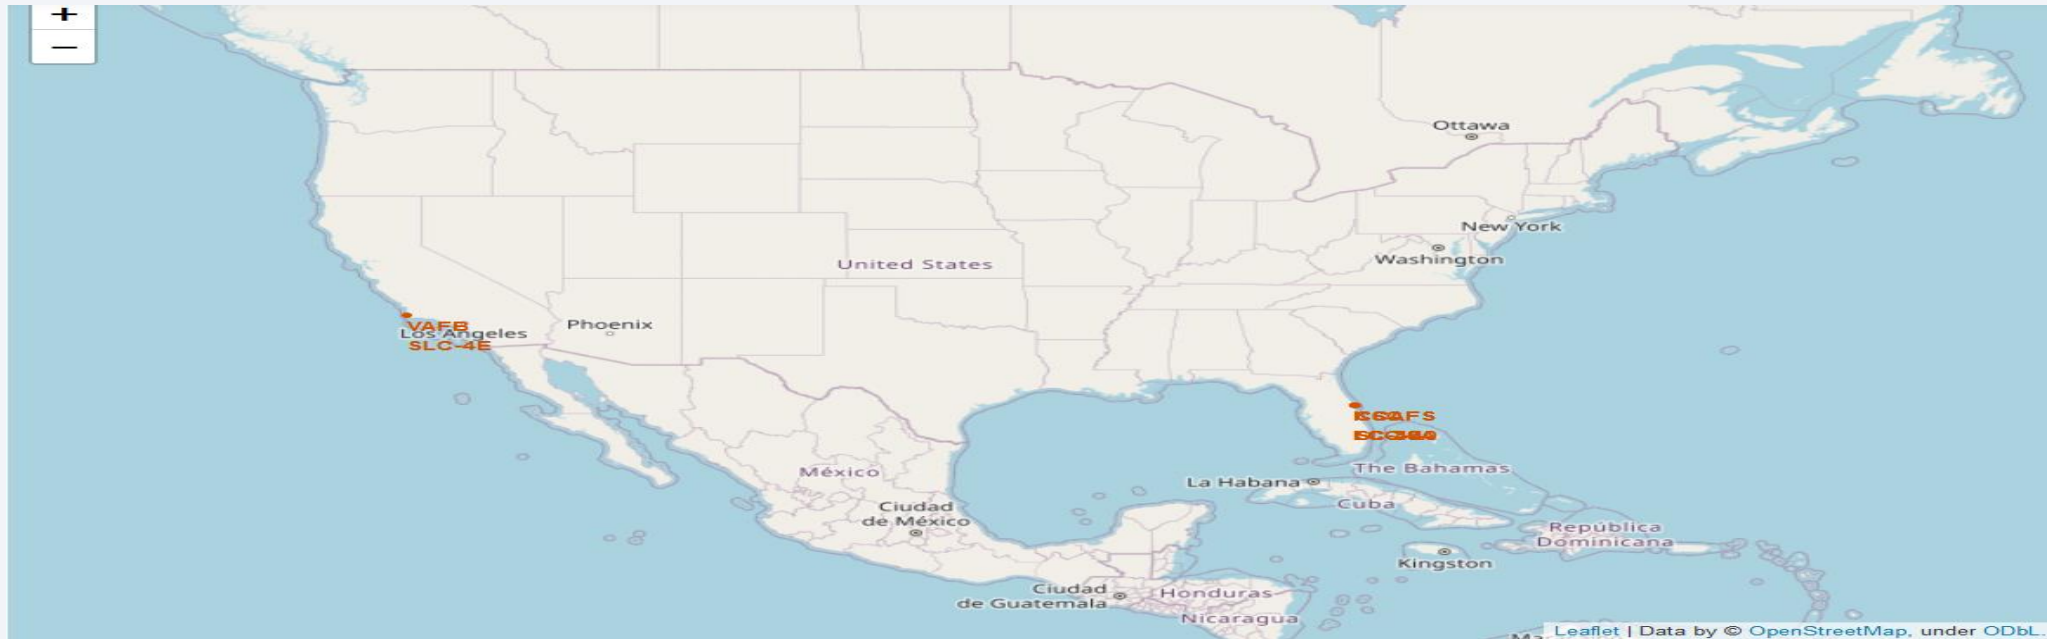 +
−
Ottawa
New York
Washington
United States
VAFB
Los Angeles
SLC-4E
Phoenix
The Bahamas
La Habana
Cuba
México
Ciudad
de México
República
Dominicana
Kingston
Ciudad
de Guatemala
Honduras
Nicaragua
Leaflet | Data by © OpenStreetMap, under ODbL.